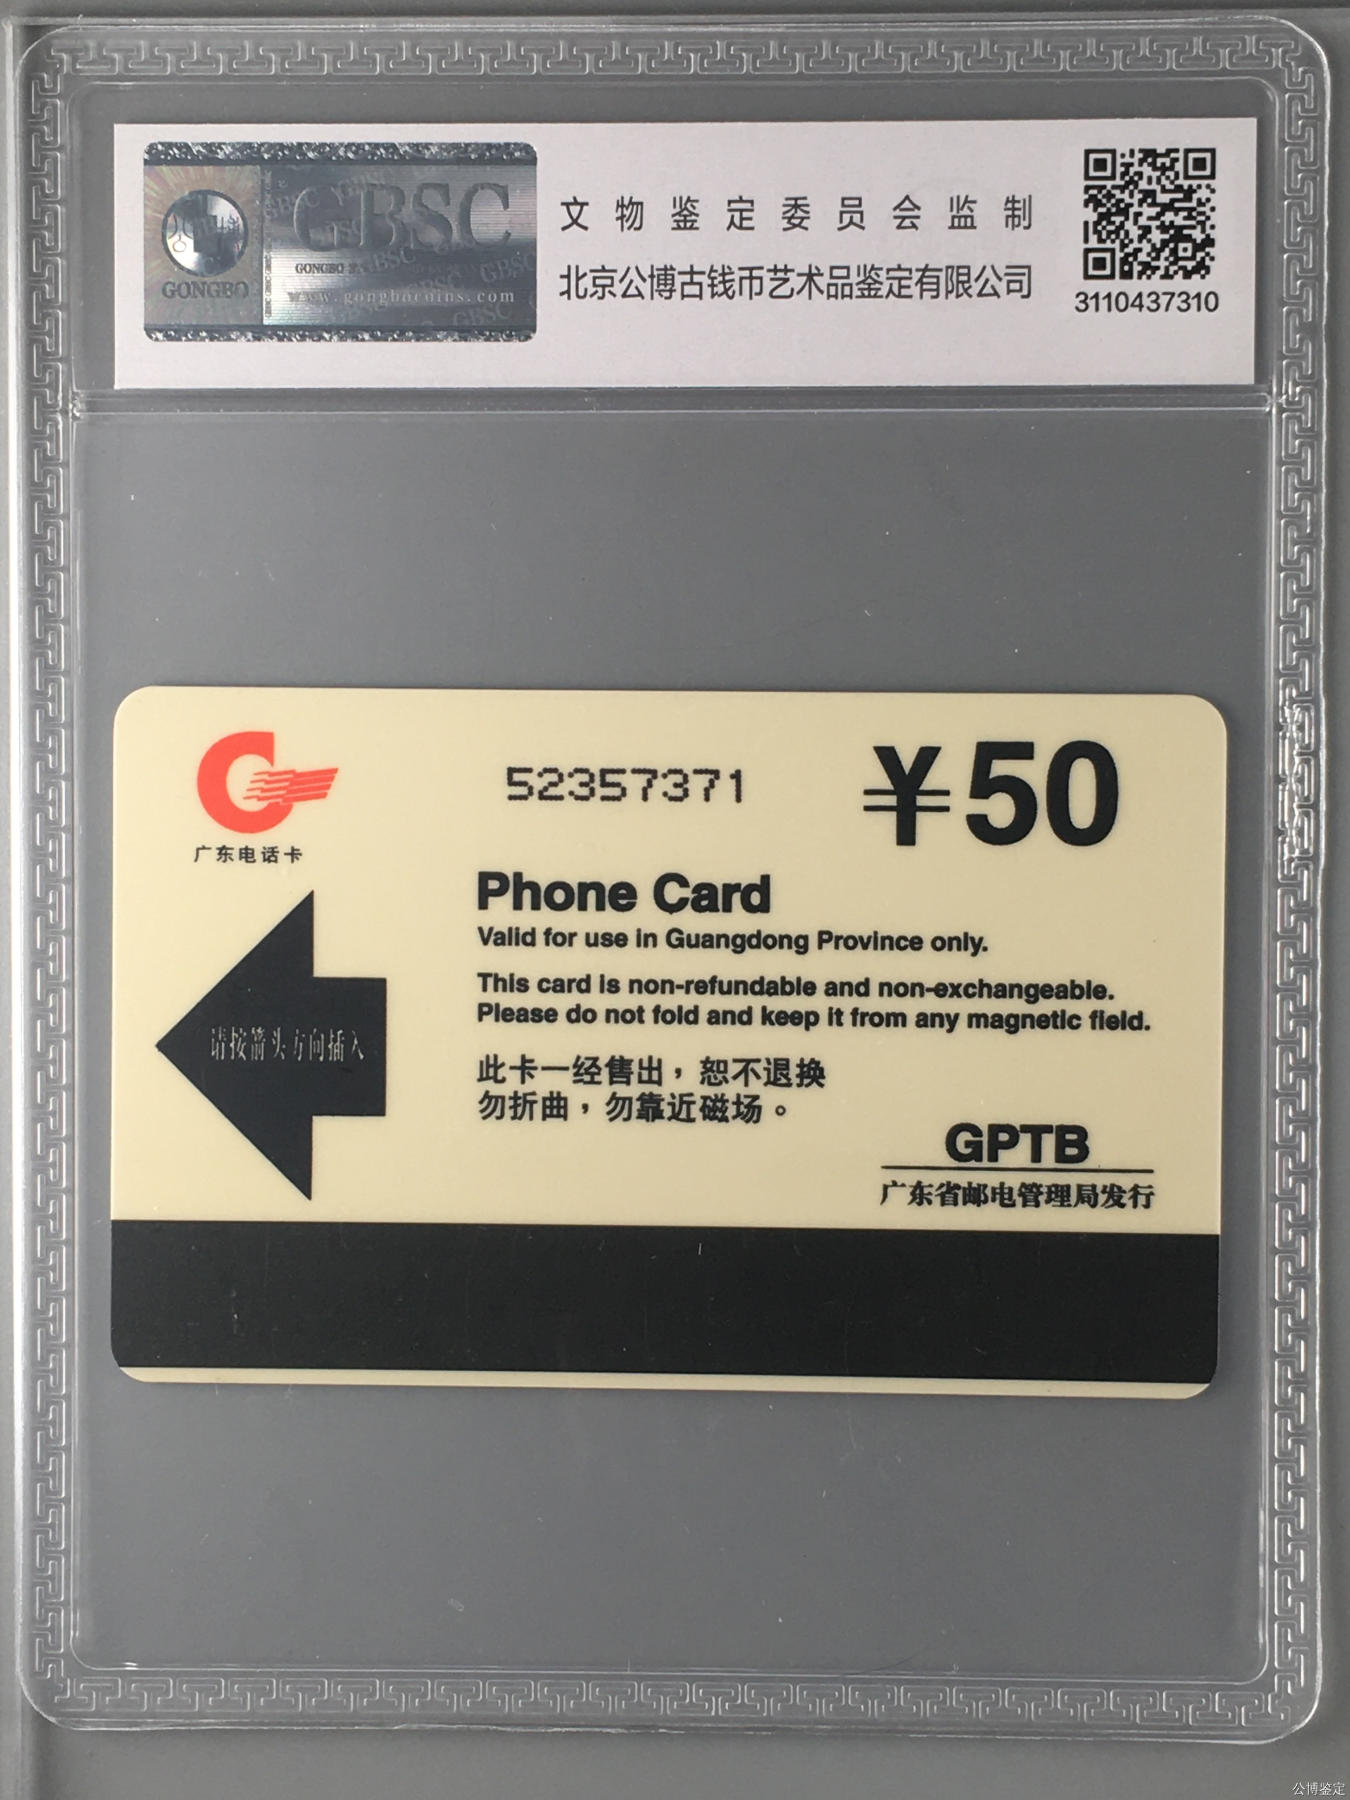 GBSC
GONGBO
www.gongbocoins.com
文物鉴定委员会监制
北京公博古钱币艺术品鉴定有限公司
3110437310
广东电话卡
52357371
¥50
Phone Card
Valid for use in Guangdong Province only.
This card is non-refundable and non-exchangeable.
Please do not fold and keep it from any magnetic field.
请按箭头方向插入
此卡一经售出，恕不退换
勿折曲，勿靠近磁场。
GPTB
广东省邮电管理局发行
公博鉴定